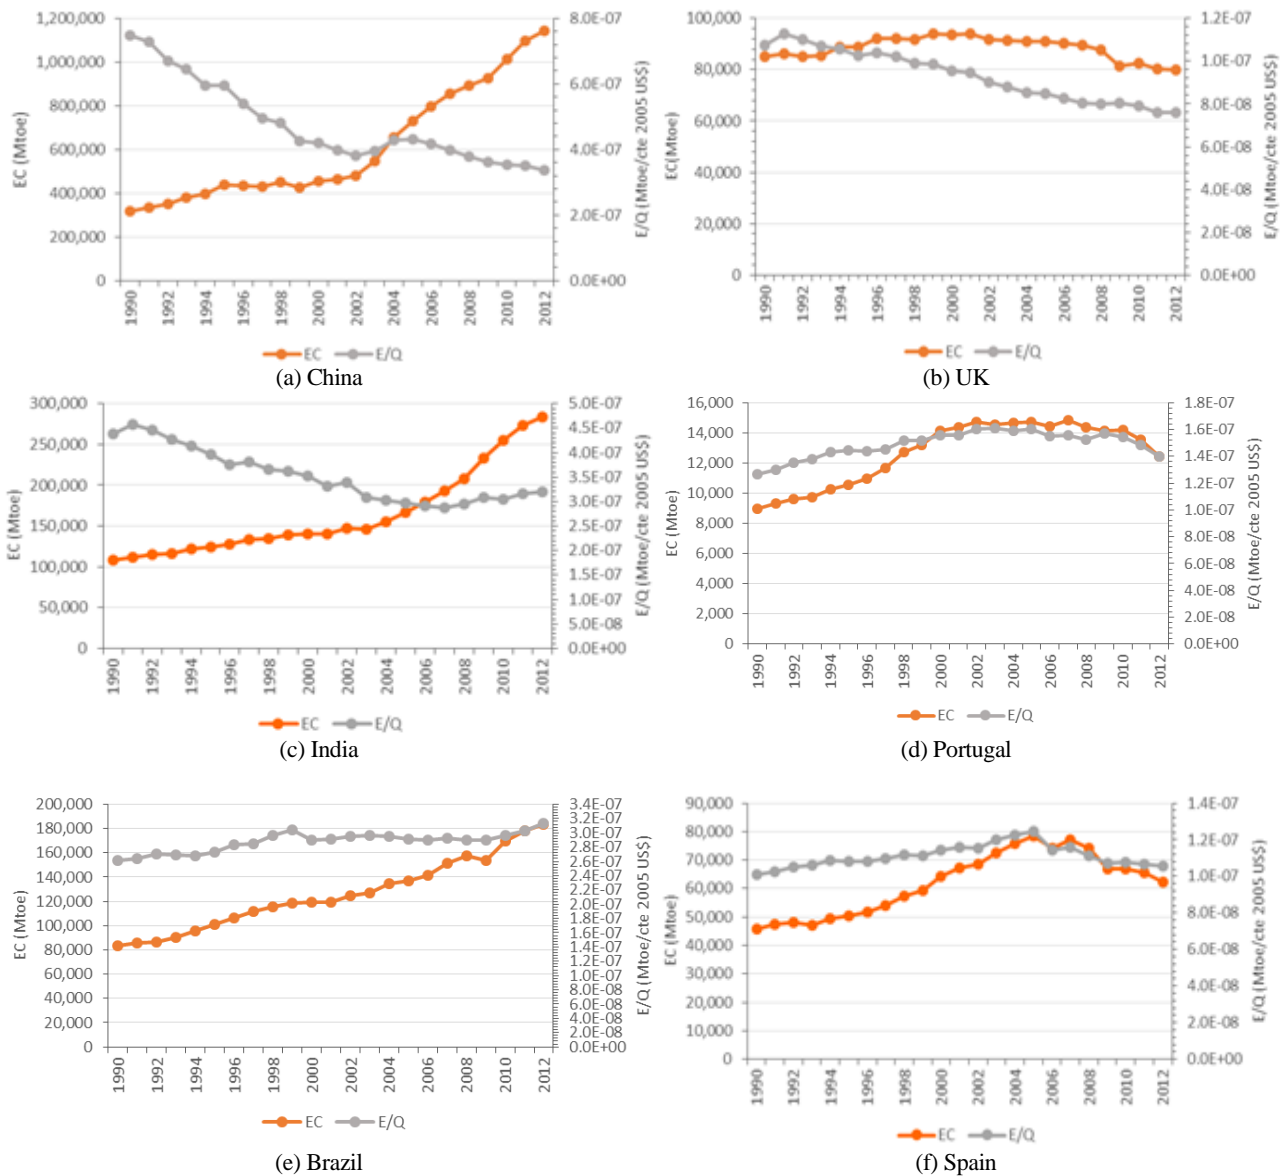 1,200,000
1,000,000
800,000
600,000
400,000
200,000
0
EC (Mtoe)
8.0E-07
6.0E-07
4.0E-07
2.0E-07
0.0E+00
E/Q (Mtoe/cte 2005 US$)
1990 1992 1994 1996 1998 2000 2002 2004 2006 2008 2010 2012
EC E/Q
(a) China
100,000
80,000
60,000
40,000
20,000
0
EC(Mtoe)
1.2E-07
1.0E-07
8.0E-08
6.0E-08
4.0E-08
2.0E-08
0.0E+00
E/Q (Mtoe/cte 2005 US$)
1990 1992 1994 1996 1998 2000 2002 2004 2006 2008 2010 2012
EC E/Q
(b) UK
300,000
250,000
200,000
150,000
100,000
50,000
0
EC (Mtoe)
5.0E-07
4.5E-07
4.0E-07
3.5E-07
3.0E-07
2.5E-07
2.0E-07
1.5E-07
1.0E-07
5.0E-08
0.0E+00
E/Q (Mtoe/cte 2005 US$)
1990 1992 1994 1996 1998 2000 2002 2004 2006 2008 2010 2012
EC E/Q
(c) India
16,000
14,000
12,000
10,000
8,000
6,000
4,000
2,000
0
EC (Mtoe)
1.8E-07
1.6E-07
1.4E-07
1.2E-07
1.0E-07
8.0E-08
6.0E-08
4.0E-08
2.0E-08
0.0E+00
E/Q (Mtoe/cte 2005 US$)
1990 1992 1994 1996 1998 2000 2002 2004 2006 2008 2010 2012
EC E/Q
(d) Portugal
200,000
180,000
160,000
140,000
120,000
100,000
80,000
60,000
40,000
20,000
0
EC (Mtoe)
3.4E-07
3.2E-07
3.0E-07
2.8E-07
2.6E-07
2.4E-07
2.2E-07
2.0E-07
1.8E-07
1.6E-07
1.4E-07
1.2E-07
1.0E-07
8.0E-08
6.0E-08
4.0E-08
2.0E-08
0.0E+00
E/Q (Mtoe/cte 2005 US$)
1990 1992 1994 1996 1998 2000 2002 2004 2006 2008 2010 2012
EC E/Q
(e) Brazil
90,000
80,000
70,000
60,000
50,000
40,000
30,000
20,000
10,000
0
EC (Mtoe)
1.4E-07
1.2E-07
1.0E-07
8.0E-08
6.0E-08
4.0E-08
2.0E-08
0.0E+00
E/Q (Mtoe/cte 2005 US$)
1990 1992 1994 1996 1998 2000 2002 2004 2006 2008 2010 2012
EC E/Q
(f) Spain